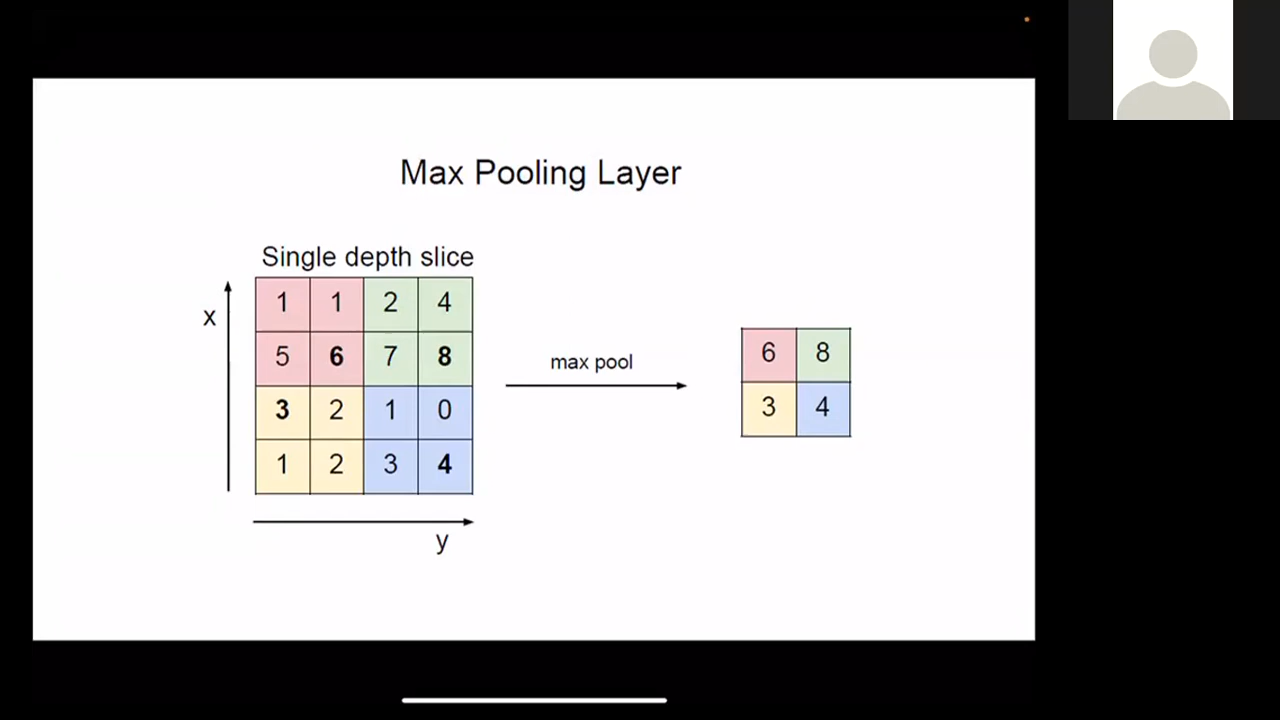 Max Pooling Layer
Single depth slice
x
1 1 2 4
5 6 7 8
3 2 1 0
1 2 3 4
y
max pool
6 8
3 4